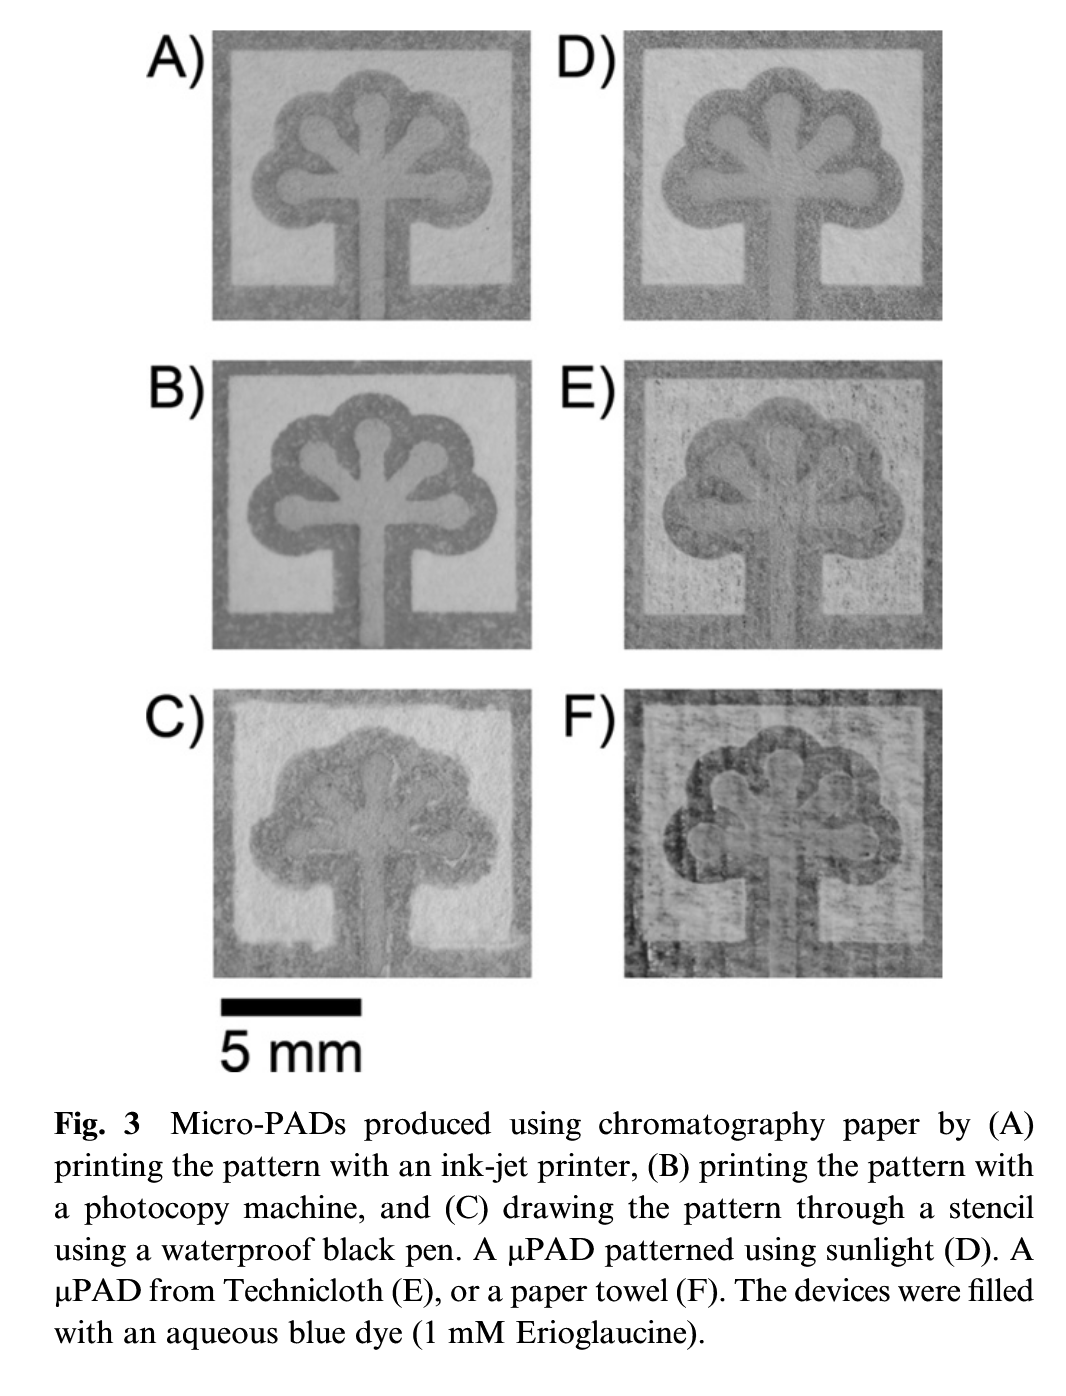 A)
D)
B)
E)
C)
F)
5 mm
Fig. 3 Micro-PADs produced using chromatography paper by (A)
printing the pattern with an ink-jet printer, (B) printing the pattern with
a photocopy machine, and (C) drawing the pattern through a stencil
using a waterproof black pen. A μPAD patterned using sunlight (D). A
μPAD from Technicloth (E), or a paper towel (F). The devices were filled
with an aqueous blue dye (1 mM Erioglaucine).